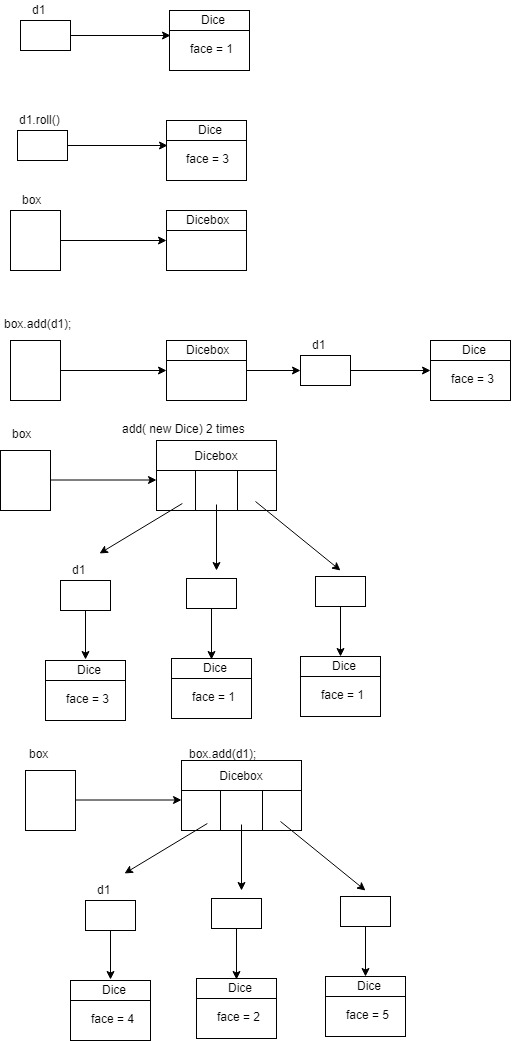 d1
Dice
face = 1
d1.roll()
Dice
face = 3
box
Dicebox
box.add(d1);
Dicebox
d1
Dice
face = 3
box
add( new Dice) 2 times
Dicebox
d1
Dice
face = 3
Dice
face = 1
Dice
face = 1
box
box.add(d1);
Dicebox
d1
Dice
face = 4
Dice
face = 2
Dice
face = 5